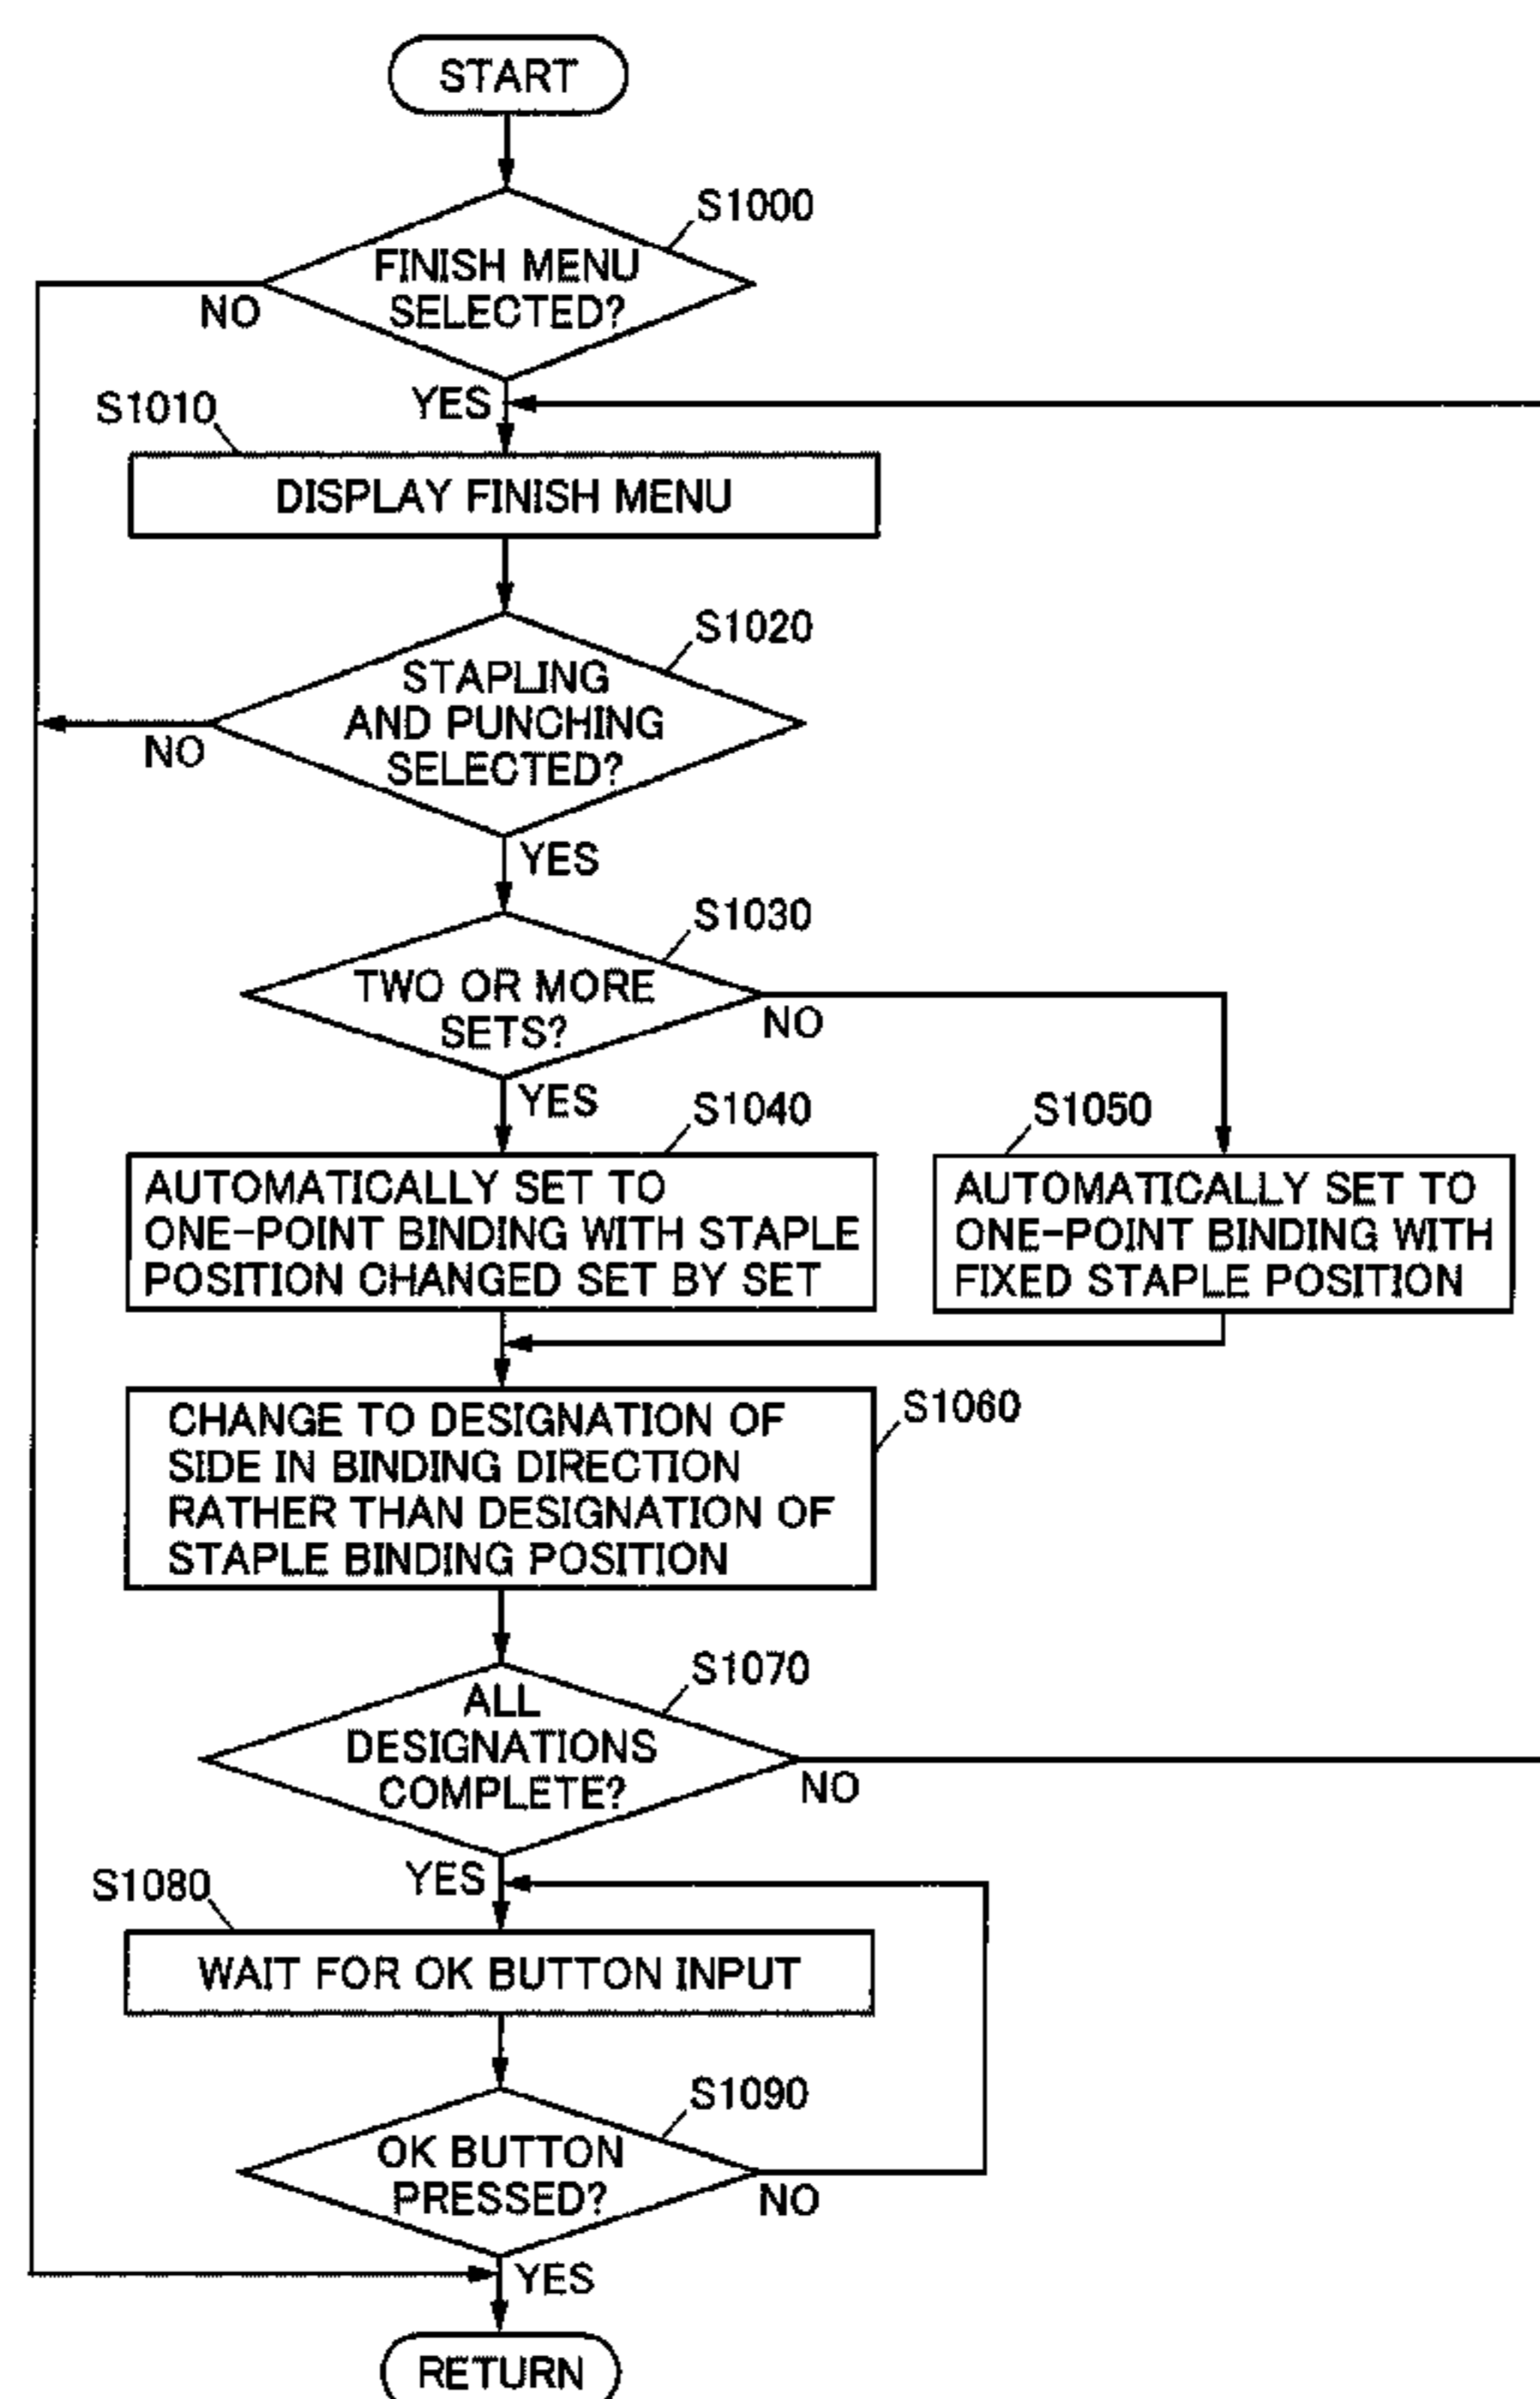 START
S1000
FINISH MENU
SELECTED?
NO
YES
S1010
DISPLAY FINISH MENU
S1020
STAPLING
AND PUNCHING
SELECTED?
NO
YES
S1030
TWO OR MORE
SETS?
NO
YES
S1040
AUTOMATICALLY SET TO
ONE-POINT BINDING WITH STAPLE
POSITION CHANGED SET BY SET
S1050
AUTOMATICALLY SET TO
ONE-POINT BINDING WITH
FIXED STAPLE POSITION
S1060
CHANGE TO DESIGNATION OF
SIDE IN BINDING DIRECTION
RATHER THAN DESIGNATION OF
STAPLE BINDING POSITION
S1070
ALL
DESIGNATIONS
COMPLETE?
NO
YES
S1080
WAIT FOR OK BUTTON INPUT
S1090
OK BUTTON
PRESSED?
NO
YES
RETURN